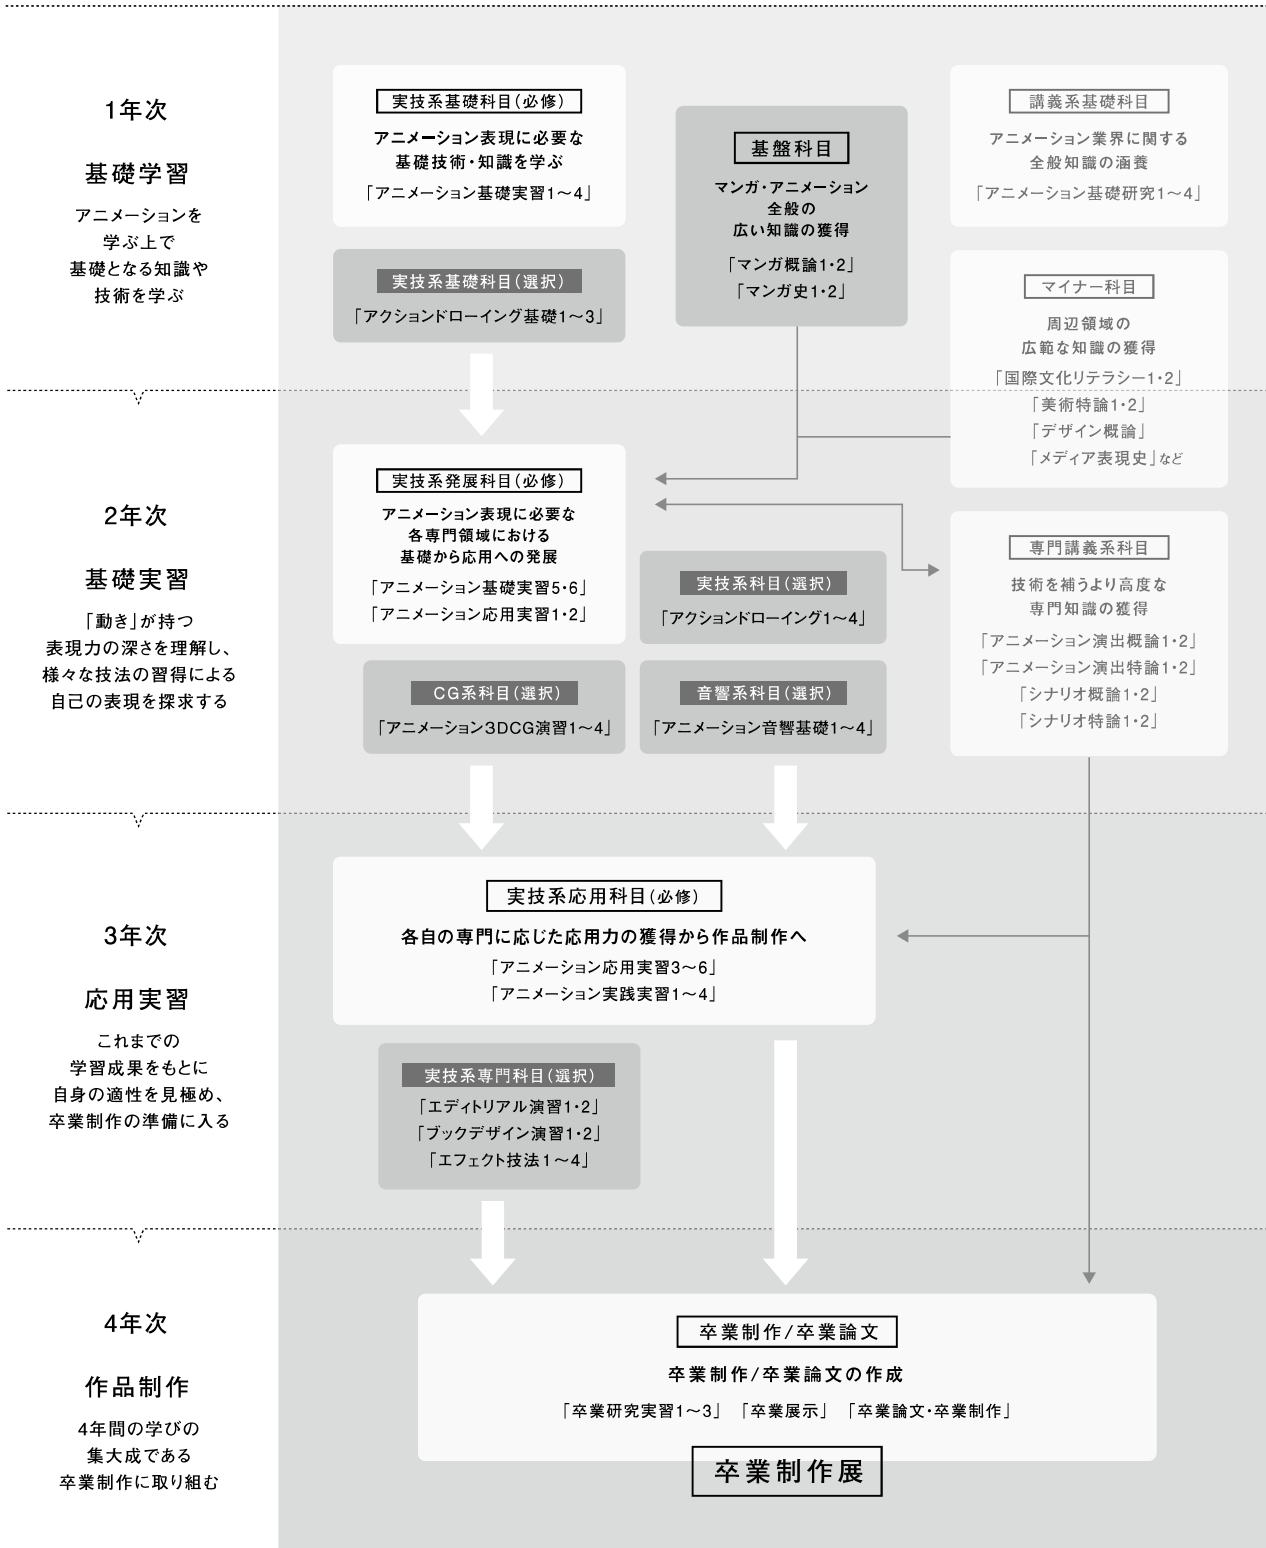 1年次
基礎学習
アニメーションを
学ぶ上で
基礎となる知識や
技術を学ぶ
実技系基礎科目(必修)
アニメーション表現に必要な
基礎技術・知識を学ぶ
「アニメーション基礎実習1～4」
実技系基礎科目(選択)
「アクションドローイング基礎1～3」
基盤科目
マンガ・アニメーション
全般の
広い知識の獲得
「マンガ概論1・2」
「マンガ史1・2」
講義系基礎科目
アニメーション業界に関する
全般知識の涵養
「アニメーション基礎研究1～4」
マイナー科目
周辺領域の
広範な知識の獲得
「国際文化リテラシー1・2」
「美術特論1・2」
「デザイン概論」
「メディア表現史」など
2年次
基礎実習
「動き」が持つ
表現力の深さを理解し、
様々な技法の習得による
自己の表現を探求する
実技系発展科目(必修)
アニメーション表現に必要な
各専門領域における
基礎から応用への発展
「アニメーション基礎実習5・6」
「アニメーション応用実習1・2」
実技系科目(選択)
「アクションドローイング1～4」
CG系科目(選択)
「アニメーション3DCG演習1～4」
音響系科目(選択)
「アニメーション音響基礎1～4」
専門講義系科目
技術を補うより高度な
専門知識の獲得
「アニメーション演出概論1・2」
「アニメーション演出特論1・2」
「シナリオ概論1・2」
「シナリオ特論1・2」
3年次
応用実習
これまでの
学習成果をもとに
自身の適性を見極め、
卒業制作の準備に入る
実技系応用科目(必修)
各自の専門に応じた応用力の獲得から作品制作へ
「アニメーション応用実習3～6」
「アニメーション実践実習1～4」
実技系専門科目(選択)
「エディトリアル演習1・2」
「ブックデザイン演習1・2」
「エフェクト技法1～4」
4年次
作品制作
4年間の学びの
集大成である
卒業制作に取り組む
卒業制作/卒業論文
卒業制作/卒業論文の作成
「卒業研究実習1～3」 「卒業展示」 「卒業論文・卒業制作」
卒業制作展